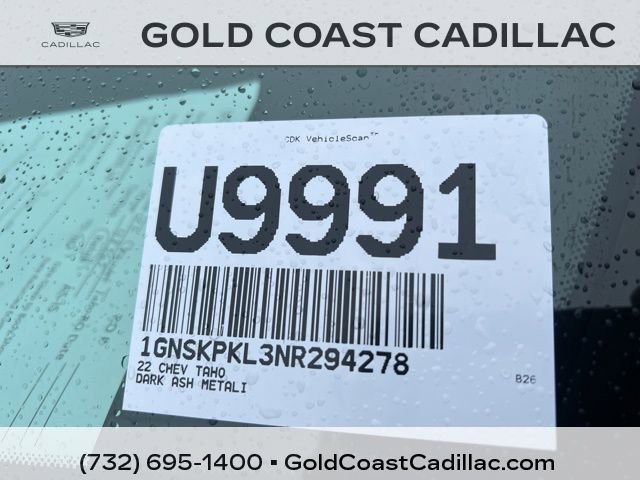 CADILLAC
GOLD COAST CADILLAC
CDK VehicleScan
U9991
1GNSKPKL3NR294278
22 CHEV TAHO
DARK ASH METALI
B26
(732) 695-1400 ▪ GoldCoastCadillac.com